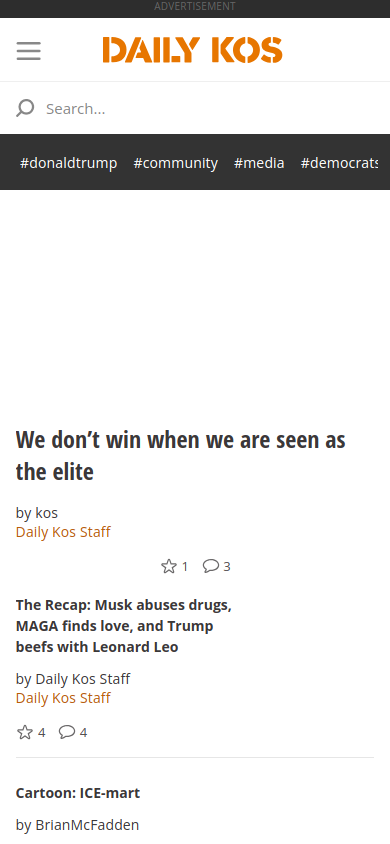 ADVERTISEMENT
DAILY KOS
Search...
#donaldtrump #community #media #democrats
We don’t win when we are seen as
the elite
by kos
Daily Kos Staff
1 3
The Recap: Musk abuses drugs,
MAGA finds love, and Trump
beefs with Leonard Leo
by Daily Kos Staff
Daily Kos Staff
4 4
Cartoon: ICE-mart
by BrianMcFadden